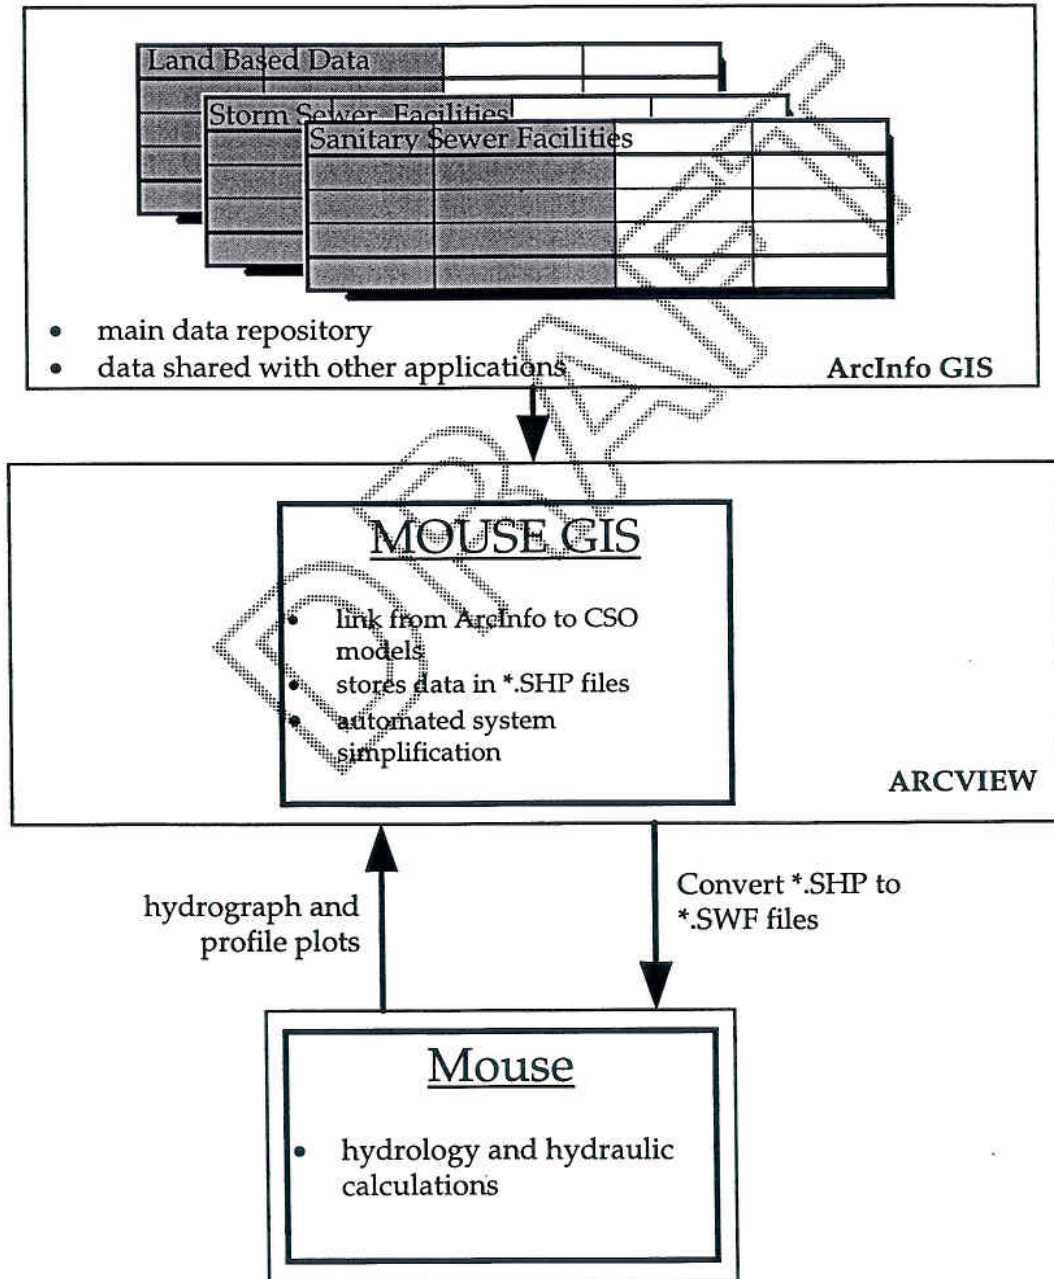 Land Based Data
Storm Sewer Facilities
Sanitary Sewer Facilities
• main data repository
• data shared with other applications
ArcInfo GIS
DRAFT
MOUSE GIS
• link from ArcInfo to CSO
models
• stores data in *.SHP files
• automated system
simplification
ARCVIEW
hydrograph and
profile plots
Convert *.SHP to
*.SWF files
Mouse
• hydrology and hydraulic
calculations